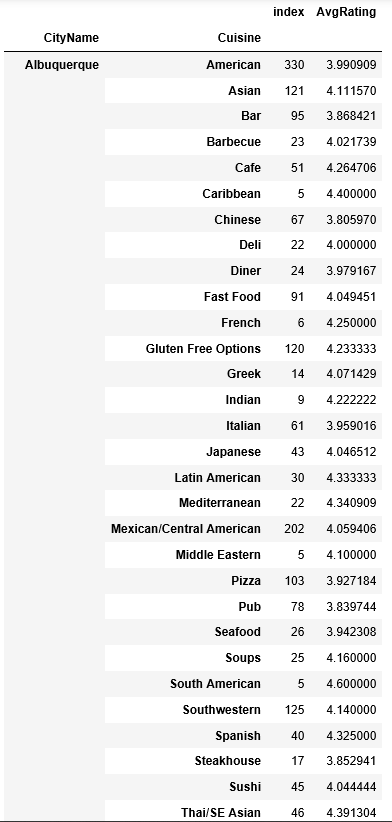 index AvgRating
CityName Cuisine
Albuquerque American 330 3.990909
Asian 121 4.111570
Bar 95 3.868421
Barbecue 23 4.021739
Cafe 51 4.264706
Caribbean 5 4.400000
Chinese 67 3.805970
Deli 22 4.000000
Diner 24 3.979167
Fast Food 91 4.049451
French 6 4.250000
Gluten Free Options 120 4.233333
Greek 14 4.071429
Indian 9 4.222222
Italian 61 3.959016
Japanese 43 4.046512
Latin American 30 4.333333
Mediterranean 22 4.340909
Mexican/Central American 202 4.059406
Middle Eastern 5 4.100000
Pizza 103 3.927184
Pub 78 3.839744
Seafood 26 3.942308
Soups 25 4.160000
South American 5 4.600000
Southwestern 125 4.140000
Spanish 40 4.325000
Steakhouse 17 3.852941
Sushi 45 4.044444
Thai/SE Asian 46 4.391304